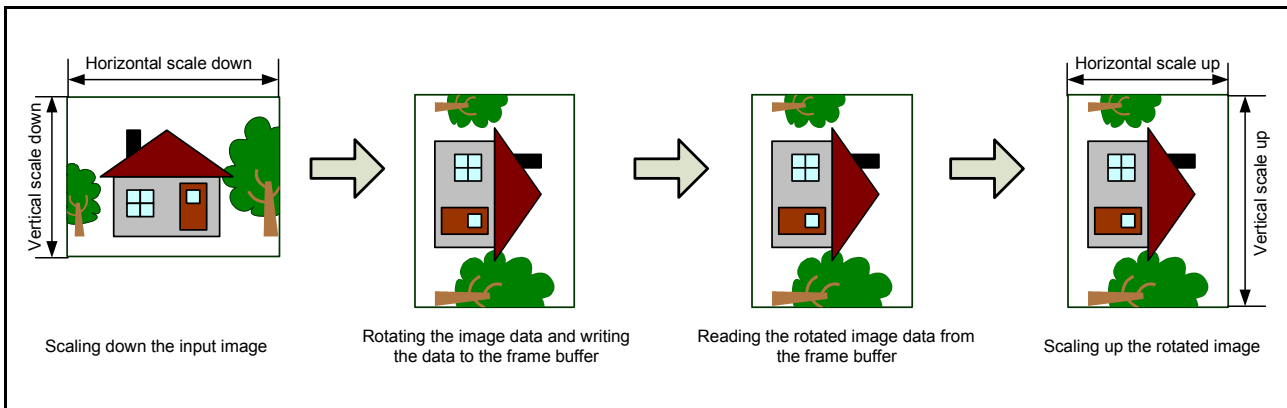 Horizontal scale down
Vertical scale down
Horizontal scale up
Vertical scale up
Scaling down the input image
Rotating the image data and writing
the data to the frame buffer
Reading the rotated image data from
the frame buffer
Scaling up the rotated image